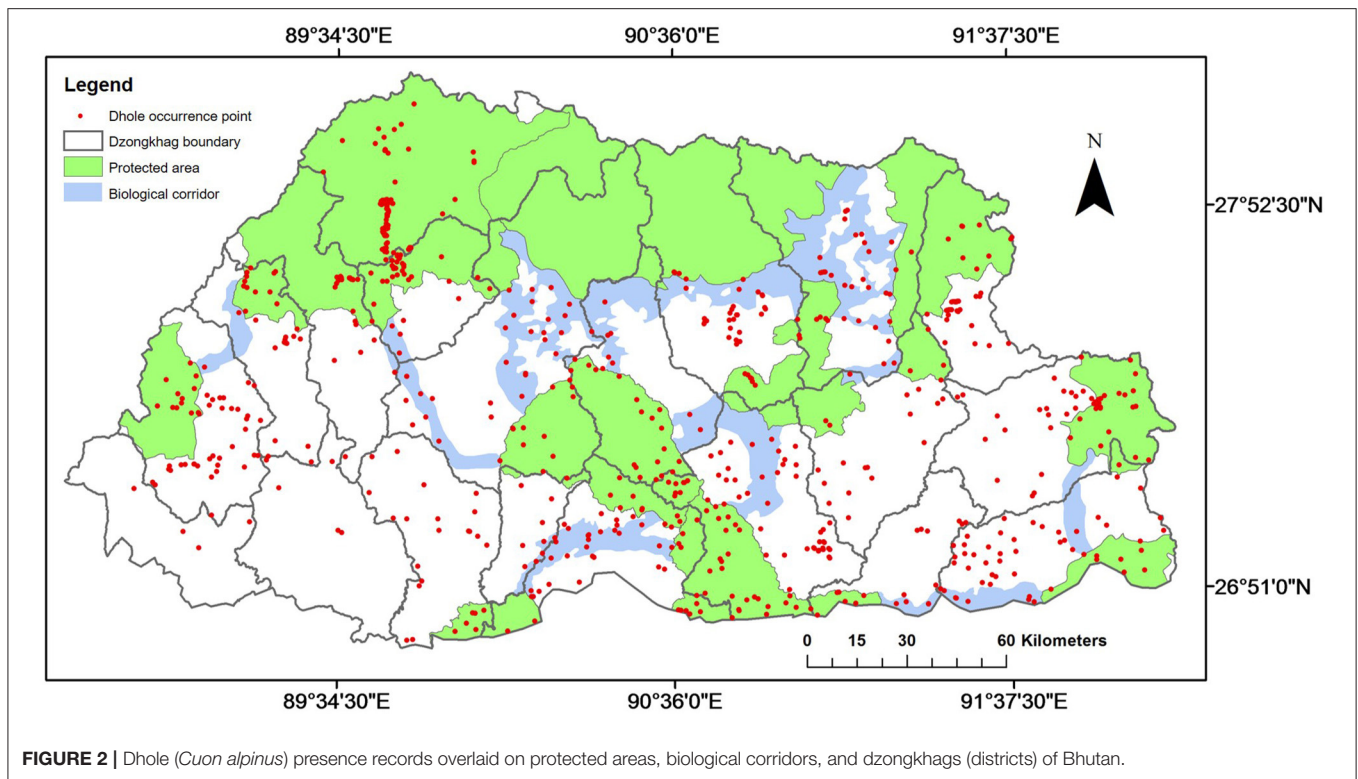 89°34'30"E 90°36'0"E 91°37'30"E
Legend
Dhole occurrence point
Dzongkhag boundary
Protected area
Biological corridor
N
27°52'30"N
26°51'0"N
0 15 30 60 Kilometers
89°34'30"E 90°36'0"E 91°37'30"E
FIGURE 2 | Dhole (Cuon alpinus) presence records overlaid on protected areas, biological corridors, and dzongkhags (districts) of Bhutan.